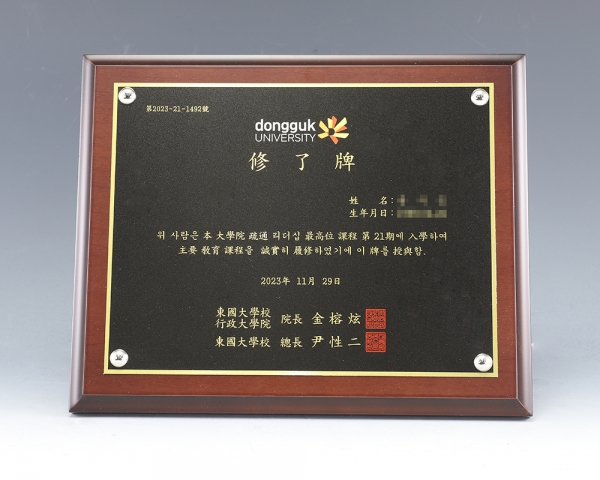 第2023-21-1492號
dongguk
UNIVERSITY
修了牌
姓 名 :
生年月日 :
위 사람은 本 大學院 疏通 리더십 最高位 課程 第 21期에 入學하여
主要 敎育 課程을 誠實히 履修하였기에 이 牌를 授與함.
2023年 11月 29日
東國大學校
行政大學院 院長 金榕炫
東國大學校 總長 尹性二